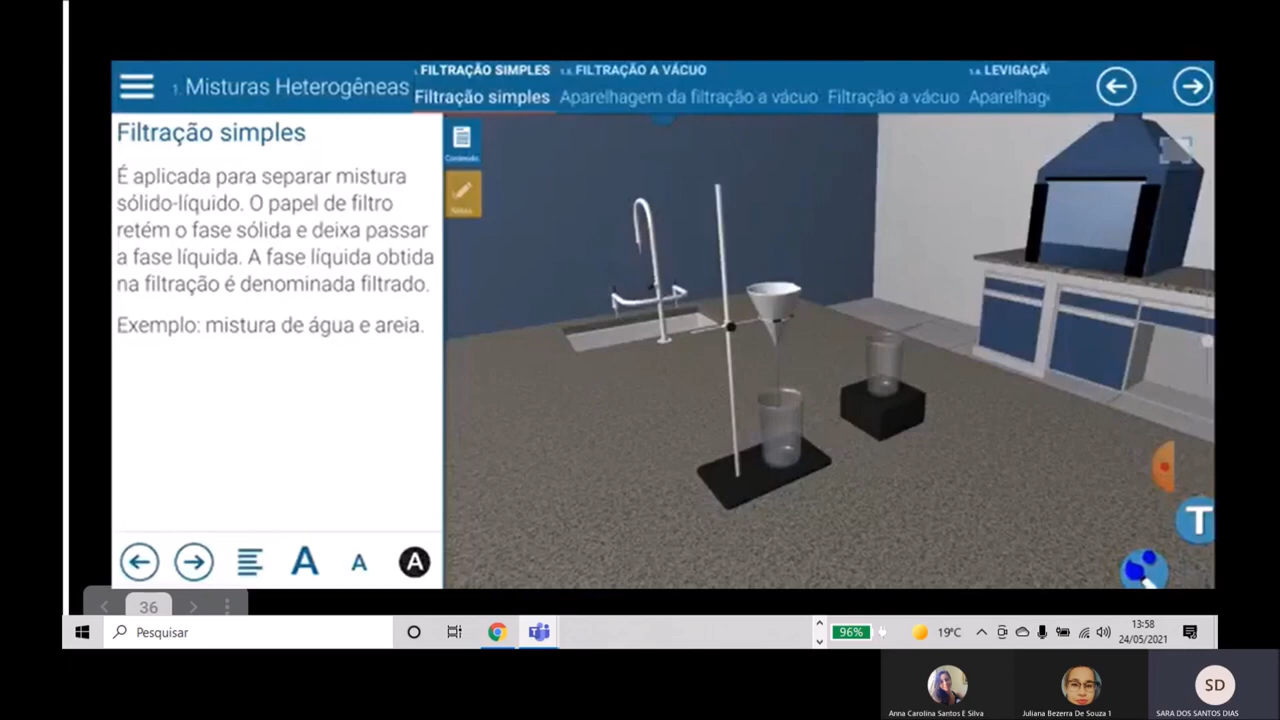 1. Misturas Heterogêneas
FILTRAÇÃO SIMPLES
Filtração simples
1.5. FILTRAÇÃO A VÁCUO
Aparelhagem da filtração a vácuo
Filtração a vácuo
LEVIGAÇÃ
Aparelhag
Filtração simples
É aplicada para separar mistura
sólido-líquido. O papel de filtro
retém o fase sólida e deixa passar
a fase líquida. A fase líquida obtida
na filtração é denominada filtrado.
Exemplo: mistura de água e areia.
Conteúdo
A
A
A
T
36
Pesquisar
96%
19°C
13:58
24/05/2021
SD
Anna Carolina Santos E Silva
Juliana Bezerra De Souza 1
SARA DOS SANTOS DIAS